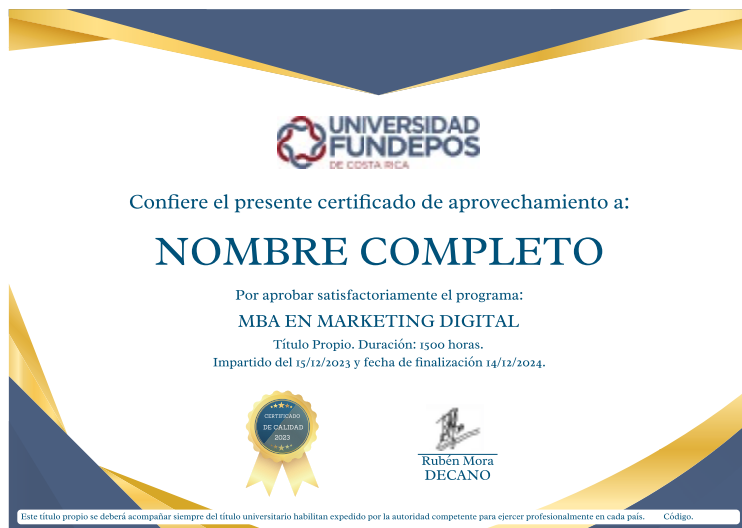 UNIVERSIDAD
FUNDEPOS
DE COSTA RICA
Confiere el presente certificado de aprovechamiento a:
NOMBRE COMPLETO
Por aprobar satisfactoriamente el programa:
MBA EN MARKETING DIGITAL
Título Propio. Duración: 1500 horas.
Impartido del 15/12/2023 y fecha de finalización 14/12/2024.
CERTIFICADO
DE CALIDAD
2023
Rubén Mora
DECANO
Este título propio se deberá acompañar siempre del título universitario habilitan expedido por la autoridad competente para ejercer profesionalmente en cada país. Código.